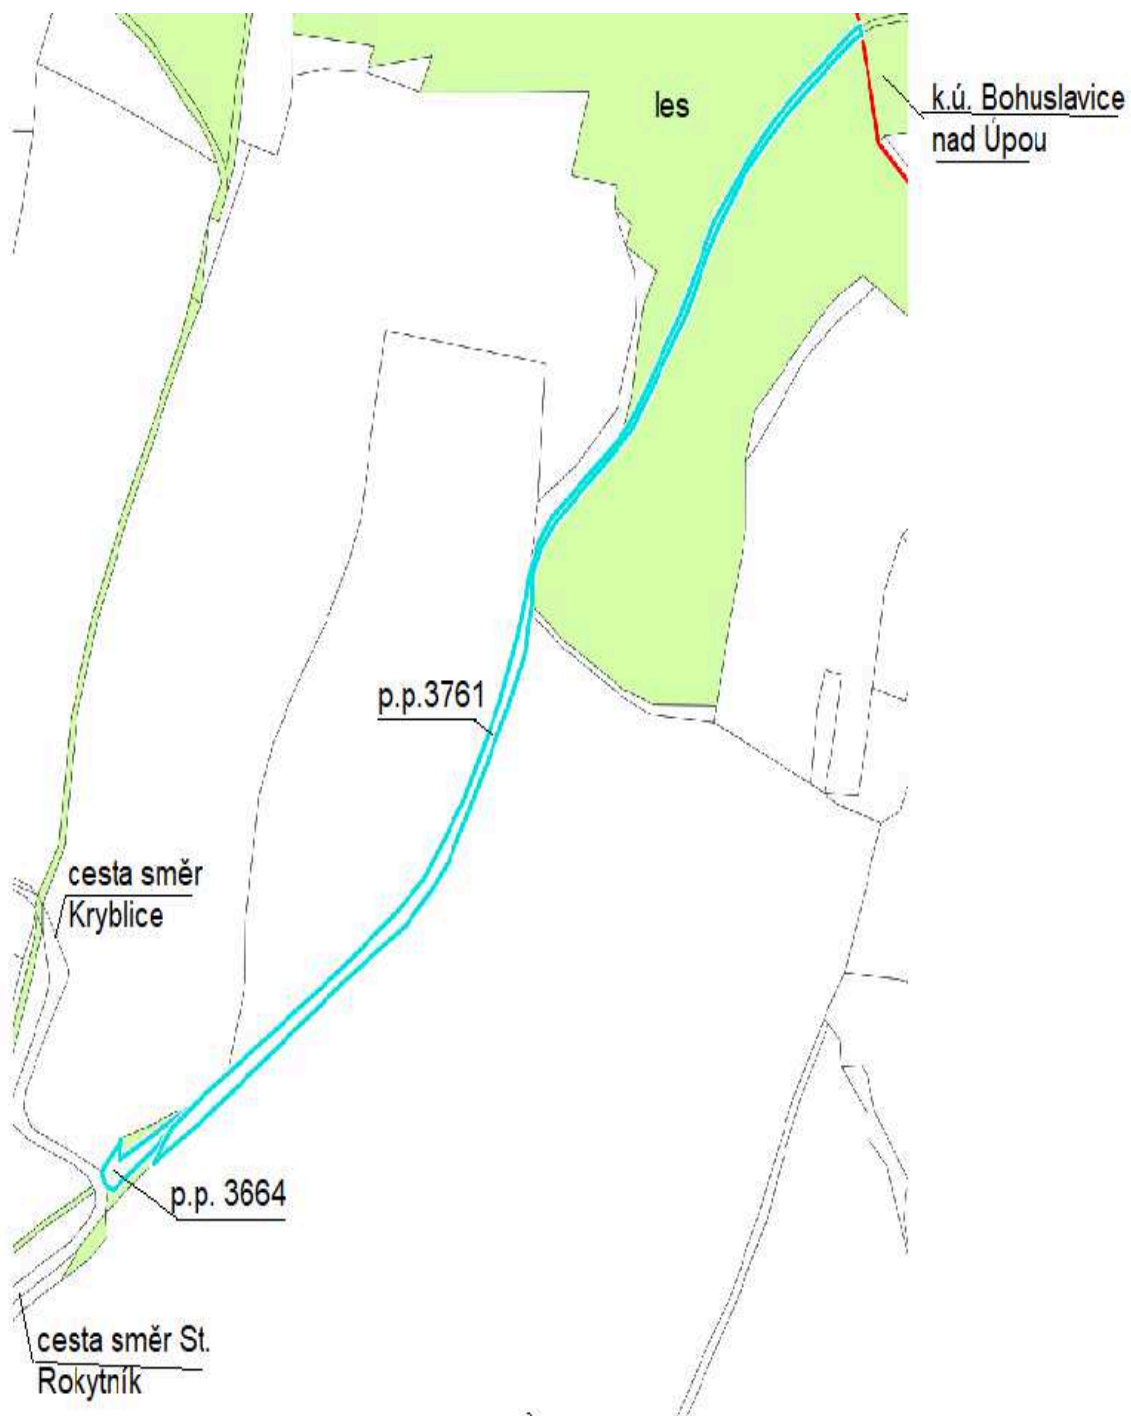 les
k.ú. Bohuslavice
nad Úpou
p.p.3761
cesta směr
Kryblice
p.p. 3664
cesta směr St.
Rokytník